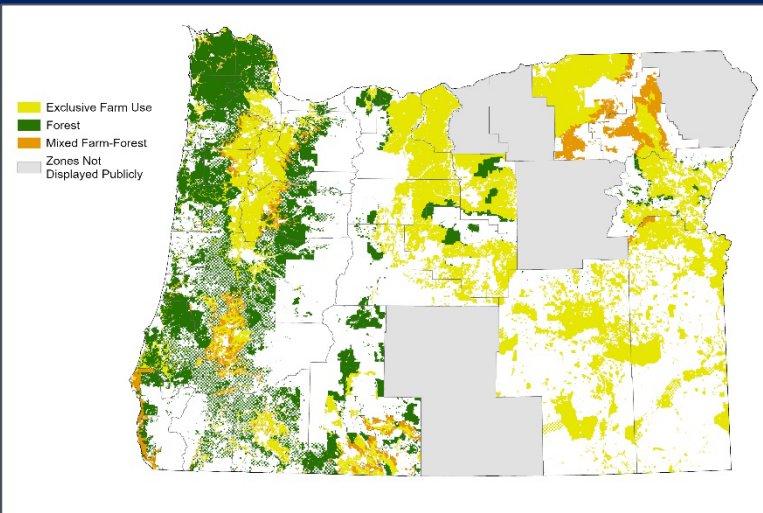 Exclusive Farm Use
Forest
Mixed Farm-Forest
Zones Not
Displayed Publicly